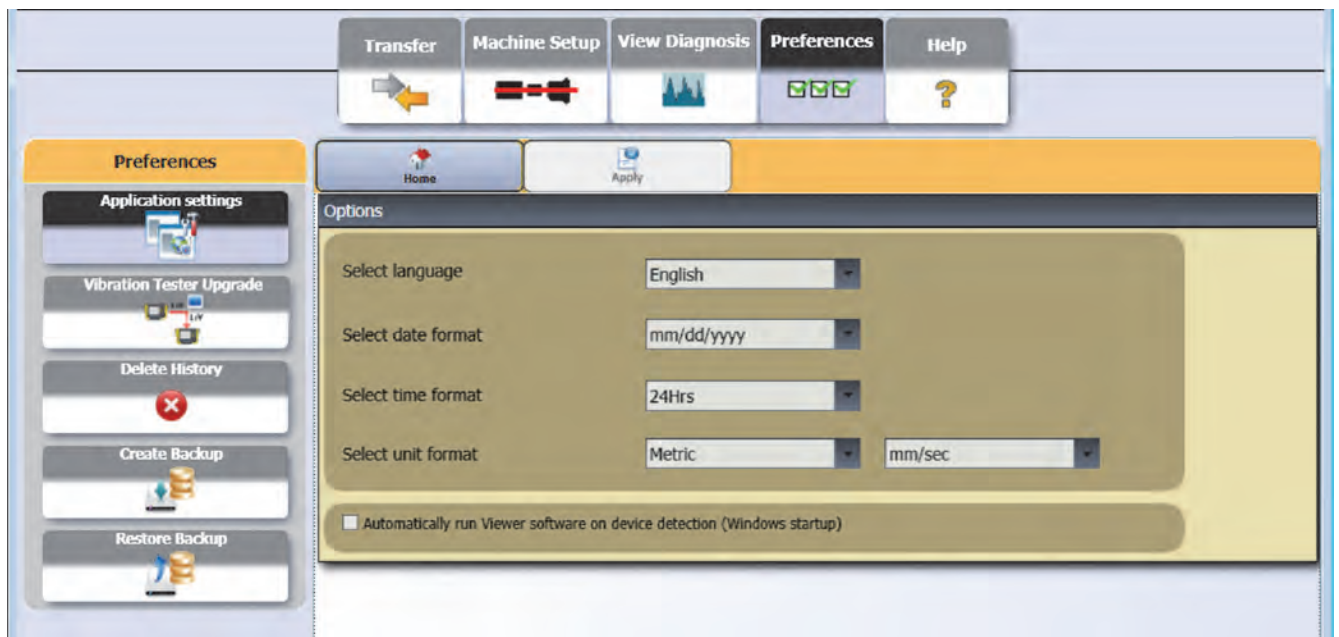 Transfer
Machine Setup
View Diagnosis
Preferences
Help
Preferences
Application settings
Vibration Tester Upgrade
Delete History
Create Backup
Restore Backup
Home
Apply
Options
Select language
English
Select date format
mm/dd/yyyy
Select time format
24Hrs
Select unit format
Metric
mm/sec
Automatically run Viewer software on device detection (Windows startup)